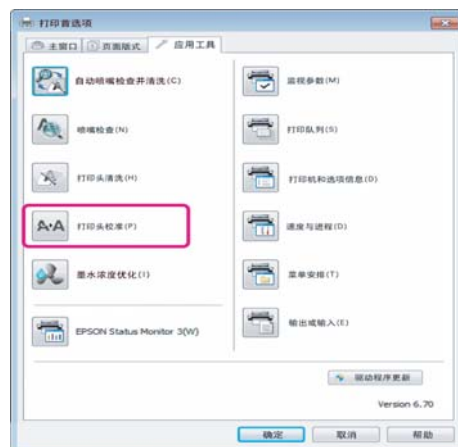 打印首选项
主窗口 页面版式 应用工具
自动喷嘴检查并清洗(C)
喷嘴检查(N)
打印头清洗(H)
打印头校准(P)
墨水浓度优化(I)
EPSON Status Monitor 3(W)
监视参数(M)
打印队列(S)
打印机和选项信息(O)
速度与进程(D)
菜单安排(T)
输出或输入(E)
驱动程序更新
Version 6.70
确定 取消 帮助